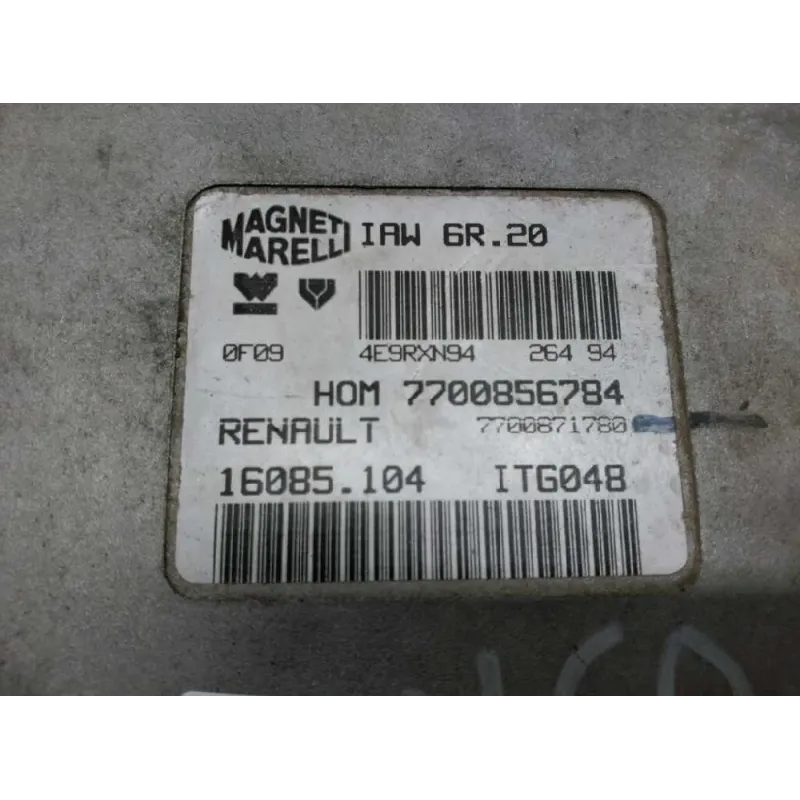 MAGNETI MARELLI IAW 6R.20
0F09 4E9RXN94 264 94
HOM 7700856784
RENAULT 7700871780
16085.104 ITG048